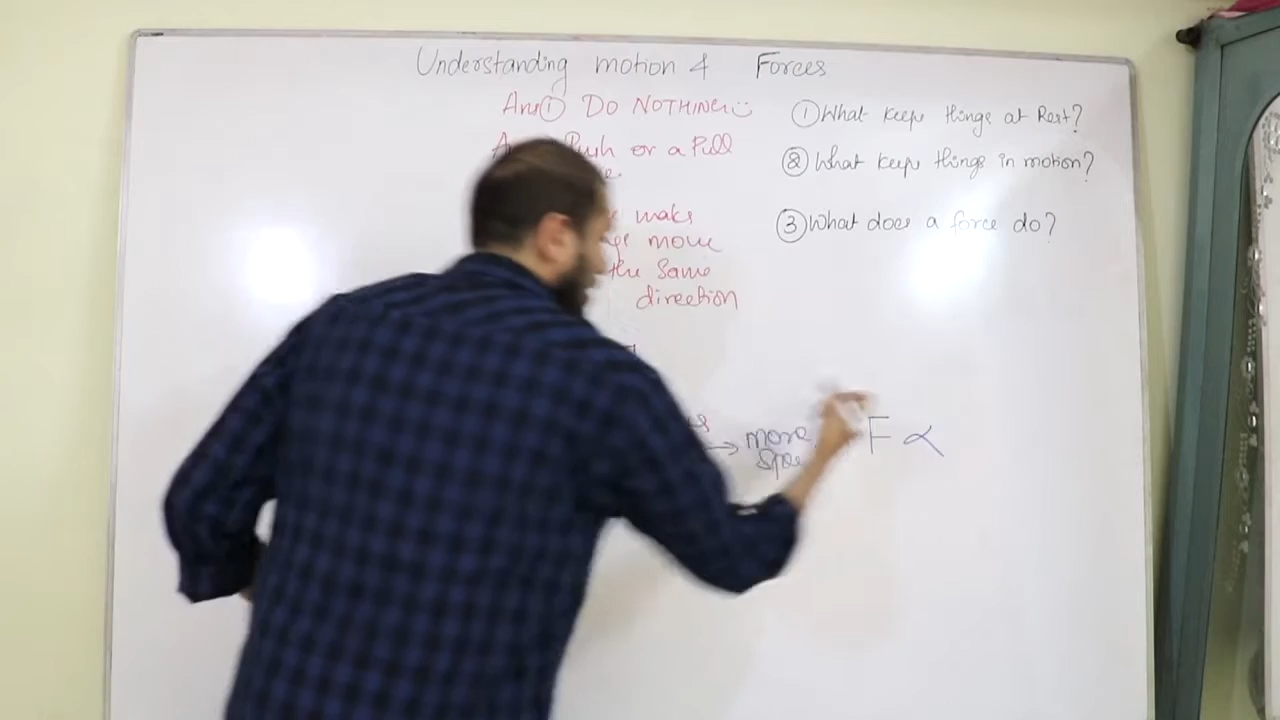 Understanding motion & Forces
Ans ① DO NOTHING
Push or a Pull
make
move
the same
direction
① What keeps things at Rest?
② What keeps things in motion?
③ What does a force do?
→ more
F ∝